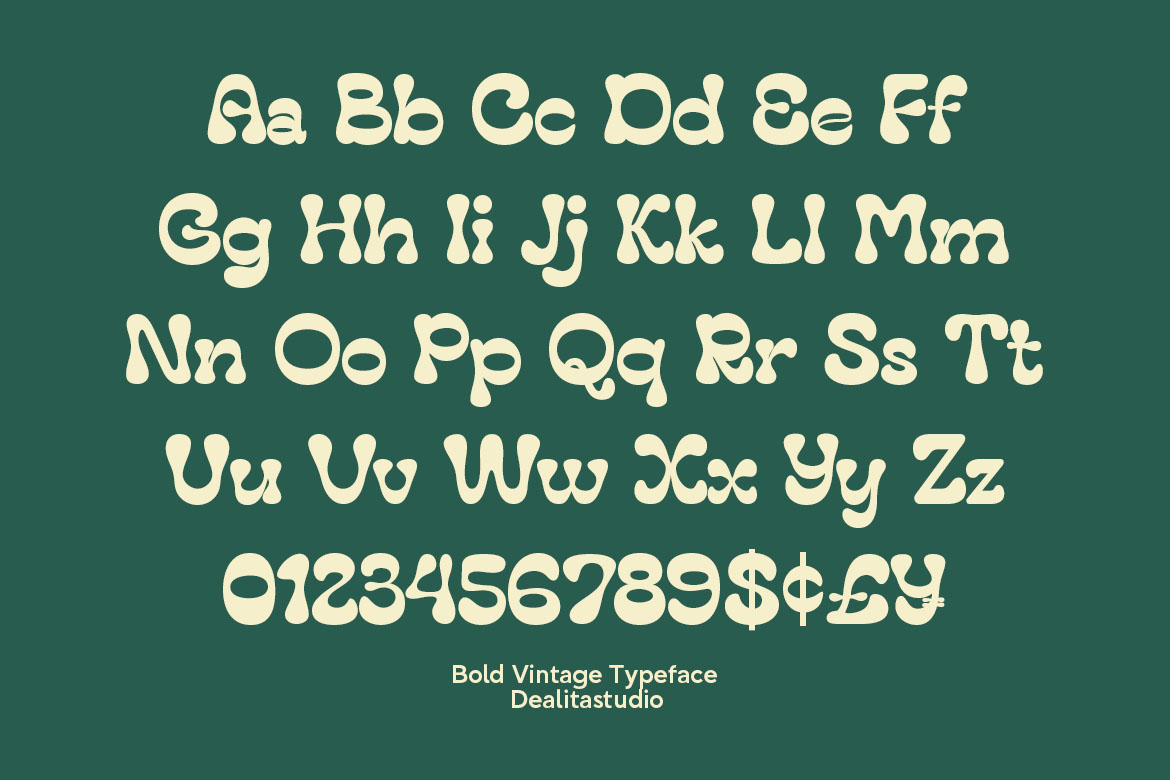 Aa Bb Cc Dd Ee Ff
Gg Hh Ii Jj Kk Ll Mm
Nn Oo Pp Qq Rr Ss Tt
Uu Vv Ww Xx Yy Zz
0123456789$¢£¥
Bold Vintage Typeface
Dealitastudio